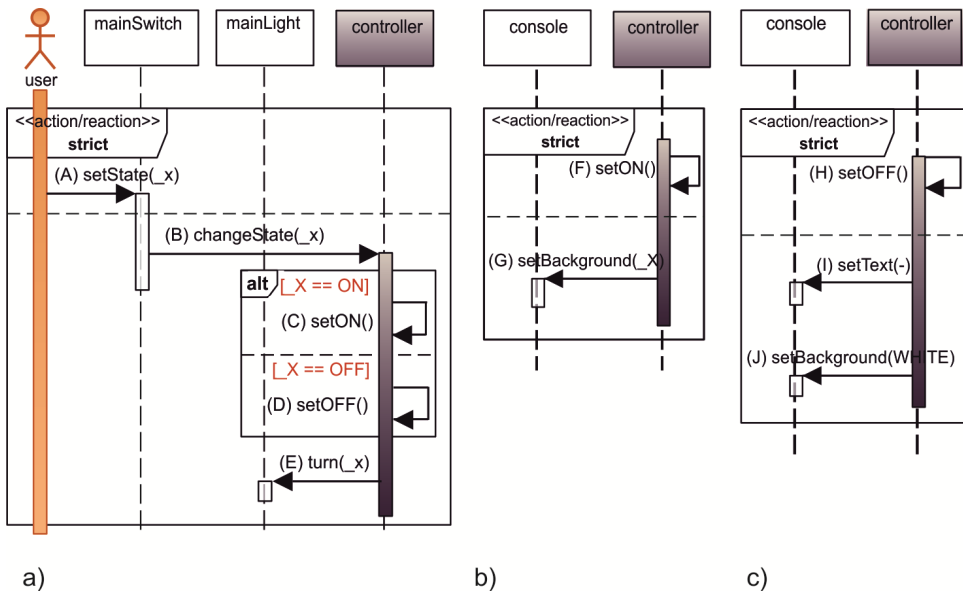 mainSwitch
mainLight
controller
user
<<action/reaction>>
strict
(A) setState(_x)
(B) changeState(_x)
alt
[_X == ON]
(C) setON()
[_X == OFF]
(D) setOFF()
(E) turn(_x)
a)
console
controller
<<action/reaction>>
strict
(F) setON()
(G) setBackground(_X)
b)
console
controller
<<action/reaction>>
strict
(H) setOFF()
(I) setText(-)
(J) setBackground(WHITE)
c)